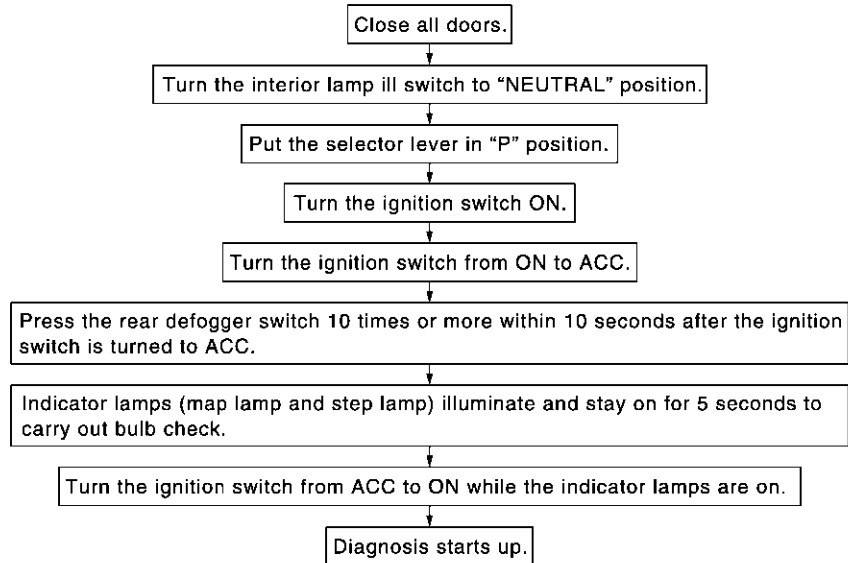 Close all doors.
Turn the interior lamp ill switch to “NEUTRAL” position.
Put the selector lever in “P” position.
Turn the ignition switch ON.
Turn the ignition switch from ON to ACC.
Press the rear defogger switch 10 times or more within 10 seconds after the ignition
switch is turned to ACC.
Indicator lamps (map lamp and step lamp) illuminate and stay on for 5 seconds to
carry out bulb check.
Turn the ignition switch from ACC to ON while the indicator lamps are on.
Diagnosis starts up.